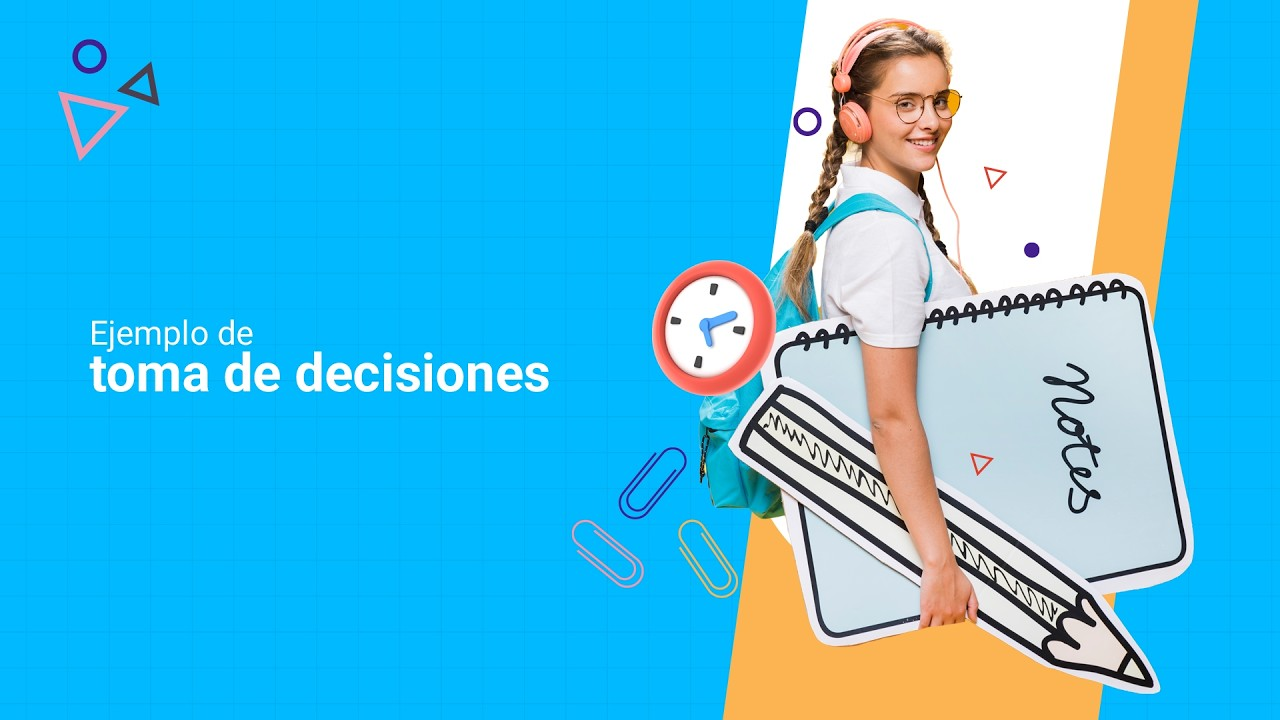 Ejemplo de
toma de decisiones
Notes